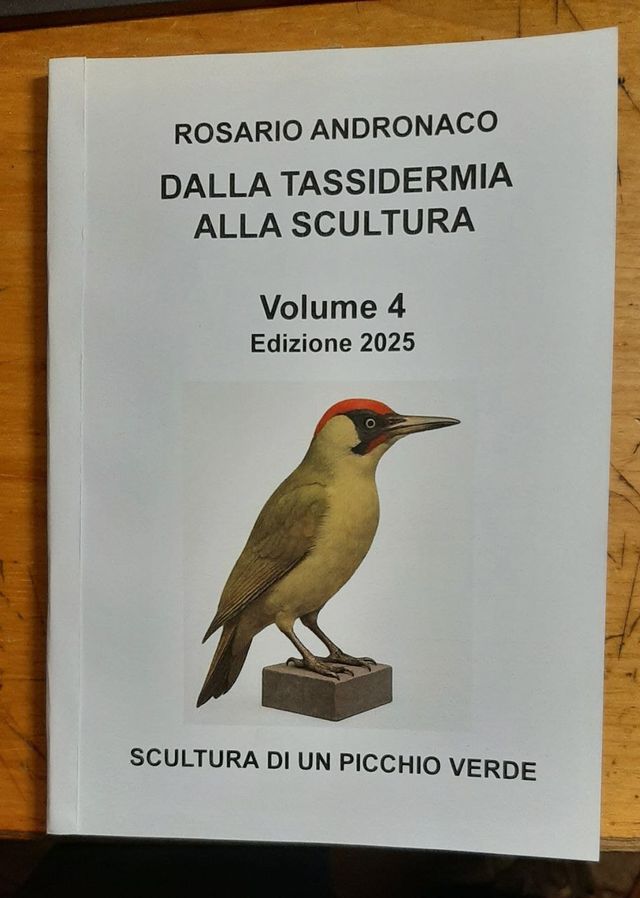 ROSARIO ANDRONACO
DALLA TASSIDERMIA
ALLA SCULTURA
Volume 4
Edizione 2025
SCULTURA DI UN PICCHIO VERDE